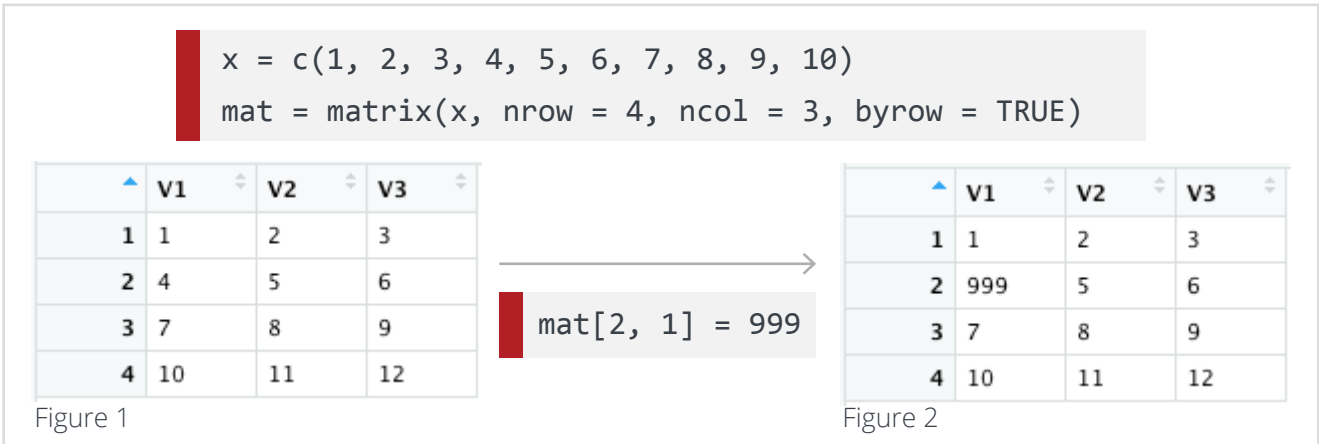 x = c(1, 2, 3, 4, 5, 6, 7, 8, 9, 10)
mat = matrix(x, nrow = 4, ncol = 3, byrow = TRUE)
V1 V2 V3
1 1 2 3
2 4 5 6
3 7 8 9
4 10 11 12
Figure 1
mat[2, 1] = 999
V1 V2 V3
1 1 2 3
2 999 5 6
3 7 8 9
4 10 11 12
Figure 2